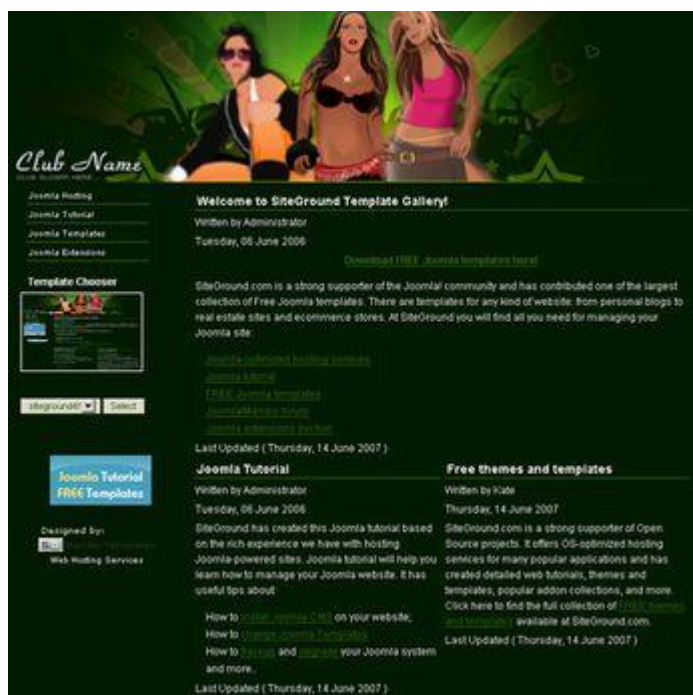 Club Name
Joomla Hosting
Joomla Tutorial
Joomla Templates
Joomla Extensions
Template Chooser
Select
Joomla Tutorial
FREE Templates
Designed by:
Web Hosting Services
Welcome to SiteGround Template Gallery!
Written by Administrator
Tuesday, 06 June 2006
Download FREE Joomla templates here!
SiteGround.com is a strong supporter of the Joomla! community and has contributed one of the largest
collection of Free Joomla templates. There are templates for any kind of website: from personal blogs to
real estate sites and ecommerce stores. At SiteGround you will find all you need for managing your
Joomla site:
Joomla-optimized hosting services
Joomla tutorial
FREE Joomla templates
Joomla/Mambo forum
Joomla extensions section
Last Updated ( Thursday, 14 June 2007 )
Joomla Tutorial
Written by Administrator
Tuesday, 06 June 2006
SiteGround has created this Joomla tutorial based
on the rich experience we have with hosting
Joomla-powered sites. Joomla tutorial will help you
learn how to manage your Joomla website. It has
useful tips about:
How to install Joomla CMS on your website;
How to change Joomla Templates
How to backup and upgrade your Joomla system
and more.
Last Updated ( Thursday, 14 June 2007 )
Free themes and templates
Written by Kate
Thursday, 14 June 2007
SiteGround.com is a strong supporter of Open
Source projects. It offers OS-optimized hosting
services for many popular applications and has
created detailed web tutorials, themes and
templates, popular addon collections, and more.
Click here to find the full collection of FREE themes
and templates available at SiteGround.com.
Last Updated ( Thursday, 14 June 2007 )